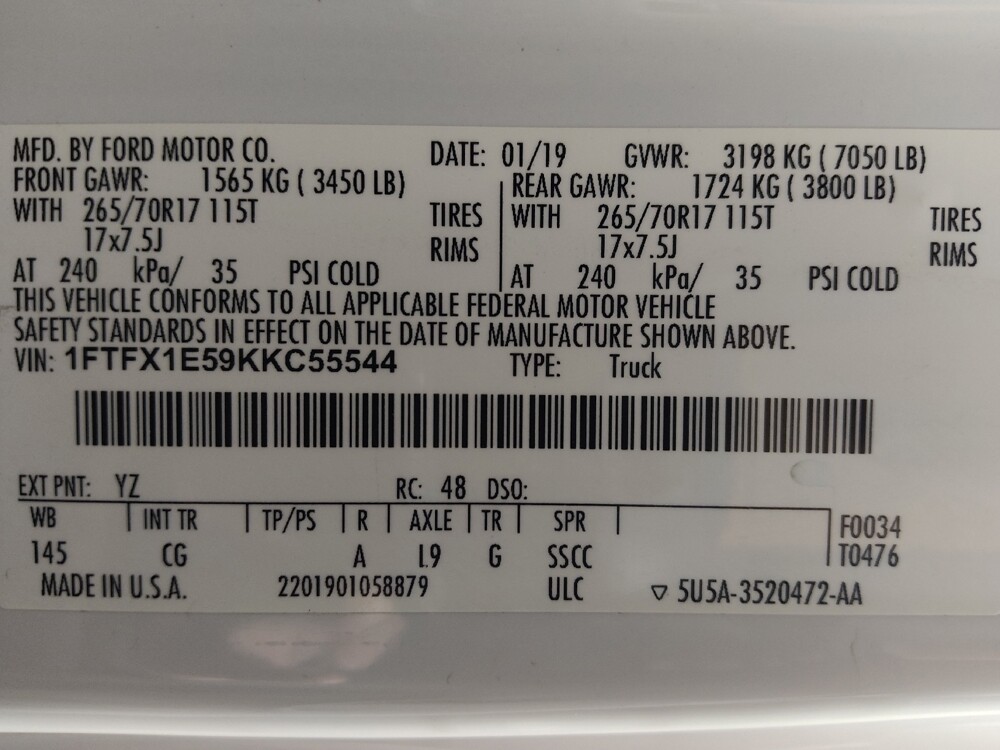 MFD. BY FORD MOTOR CO. DATE: 01/19 GVWR: 3198 KG ( 7050 LB)
FRONT GAWR: 1565 KG ( 3450 LB) REAR GAWR: 1724 KG ( 3800 LB)
WITH 265/70R17 115T TIRES WITH 265/70R17 115T TIRES
17x7.5J RIMS 17x7.5J RIMS
AT 240 kPa/ 35 PSI COLD AT 240 kPa/ 35 PSI COLD
THIS VEHICLE CONFORMS TO ALL APPLICABLE FEDERAL MOTOR VEHICLE
SAFETY STANDARDS IN EFFECT ON THE DATE OF MANUFACTURE SHOWN ABOVE.
VIN: 1FTFX1E59KKC55544 TYPE: Truck
EXT PNT: YZ RC: 48 DSO:
WB INT TR TP/PS R AXLE TR SPR F0034
145 CG A L9 G SSCC T0476
MADE IN U.S.A. 2201901058879 ULC ▽ 5U5A-3520472-AA